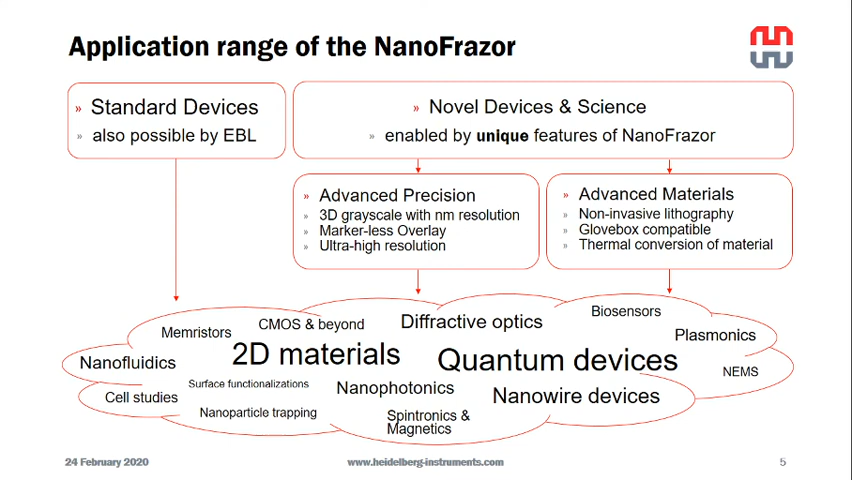 Application range of the NanoFrazor
» Standard Devices
» also possible by EBL
» Novel Devices & Science
» enabled by unique features of NanoFrazor
» Advanced Precision
» 3D grayscale with nm resolution
» Marker-less Overlay
» Ultra-high resolution
» Advanced Materials
» Non-invasive lithography
» Glovebox compatible
» Thermal conversion of material
Memristors
CMOS & beyond
Diffractive optics
Biosensors
Plasmonics
Nanofluidics
2D materials
Quantum devices
NEMS
Surface functionalizations
Nanophotonics
Cell studies
Nanowire devices
Nanoparticle trapping
Spintronics &
Magnetics
24 February 2020
www.heidelberg-instruments.com
5